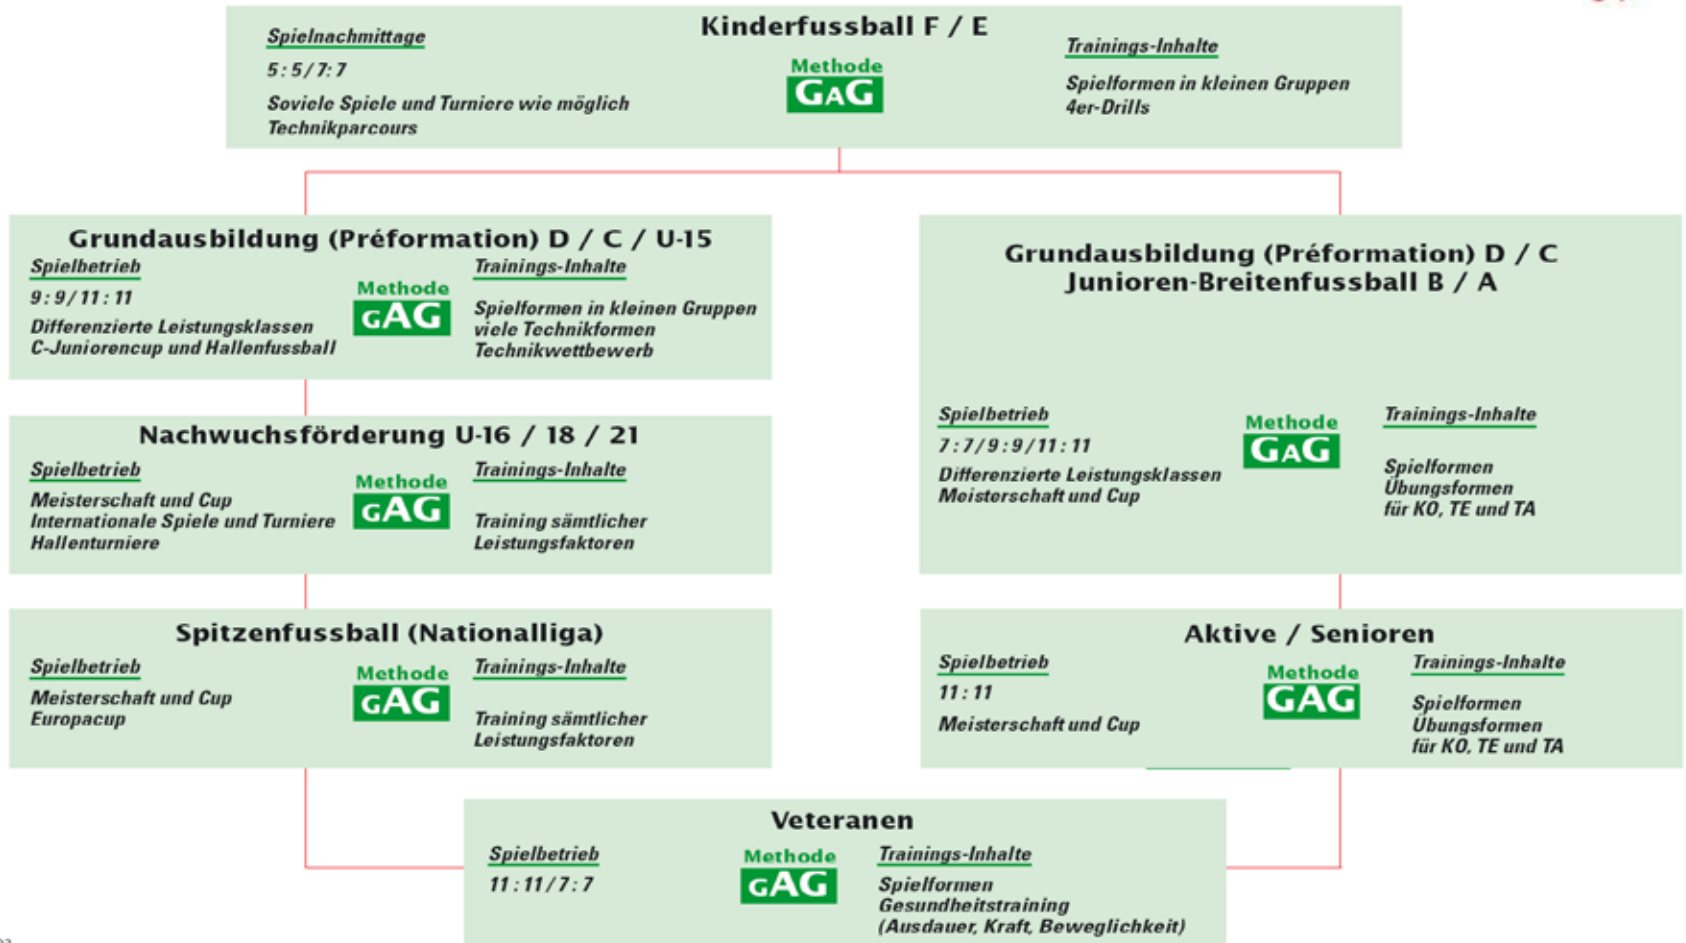 Kinderfussball F / E
Spielnachmittage
5 : 5 / 7 : 7
Soviele Spiele und Turniere wie möglich
Technikparcours
Methode
GAG
Trainings-Inhalte
Spielformen in kleinen Gruppen
4er-Drills
Grundausbildung (Préformation) D / C / U-15
Spielbetrieb
9 : 9 / 11 : 11
Differenzierte Leistungsklassen
C-Juniorencup und Hallenfussball
Methode
GAG
Trainings-Inhalte
Spielformen in kleinen Gruppen
viele Technikformen
Technikwettbewerb
Grundausbildung (Préformation) D / C
Junioren-Breitenfussball B / A
Spielbetrieb
7 : 7 / 9 : 9 / 11 : 11
Differenzierte Leistungsklassen
Meisterschaft und Cup
Methode
GAG
Trainings-Inhalte
Spielformen
Übungsformen
für KO, TE und TA
Nachwuchsförderung U-16 / 18 / 21
Spielbetrieb
Meisterschaft und Cup
Internationale Spiele und Turniere
Hallenturniere
Methode
GAG
Trainings-Inhalte
Training sämtlicher
Leistungsfaktoren
Spitzenfussball (Nationalliga)
Spielbetrieb
Meisterschaft und Cup
Europacup
Methode
GAG
Trainings-Inhalte
Training sämtlicher
Leistungsfaktoren
Aktive / Senioren
Spielbetrieb
11 : 11
Meisterschaft und Cup
Methode
GAG
Trainings-Inhalte
Spielformen
Übungsformen
für KO, TE und TA
Veteranen
Spielbetrieb
11 : 11 / 7 : 7
Methode
GAG
Trainings-Inhalte
Spielformen
Gesundheitstraining
(Ausdauer, Kraft, Beweglichkeit)